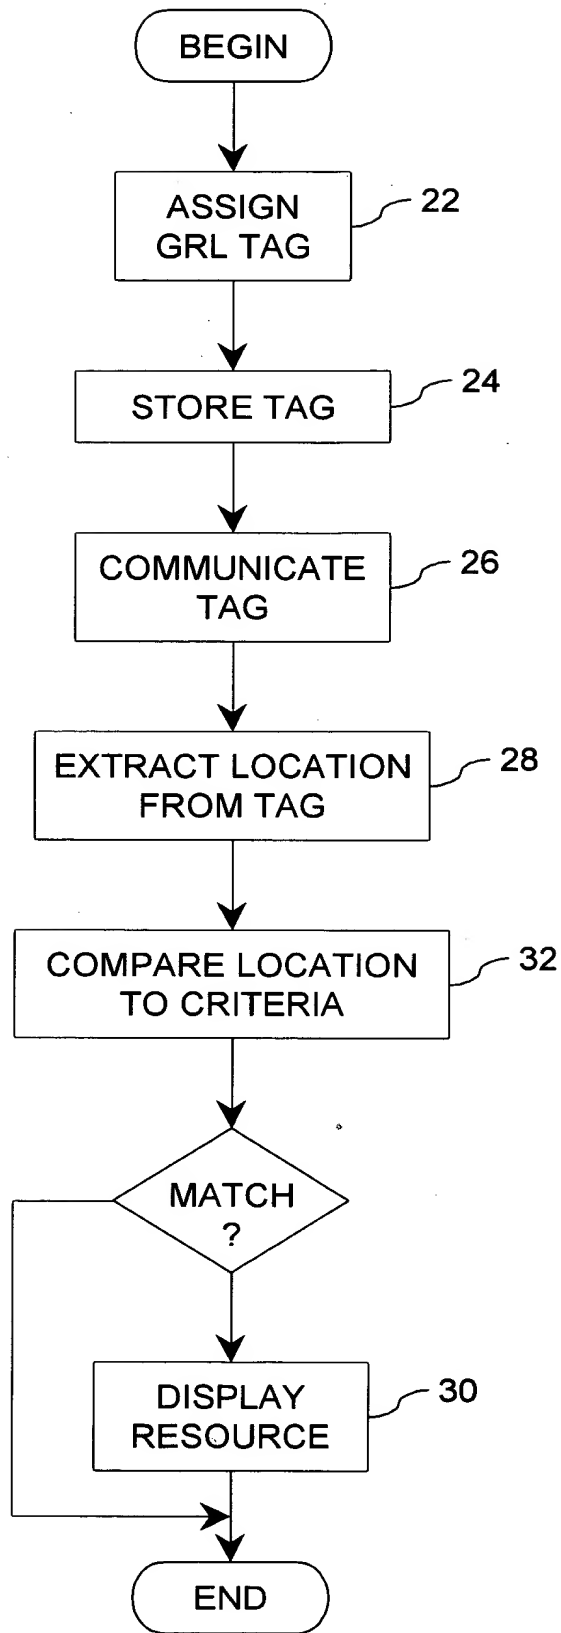 BEGIN
ASSIGN
GRL TAG
22
STORE TAG
24
COMMUNICATE
TAG
26
EXTRACT LOCATION
FROM TAG
28
COMPARE LOCATION
TO CRITERIA
32
MATCH
?
DISPLAY
RESOURCE
30
END